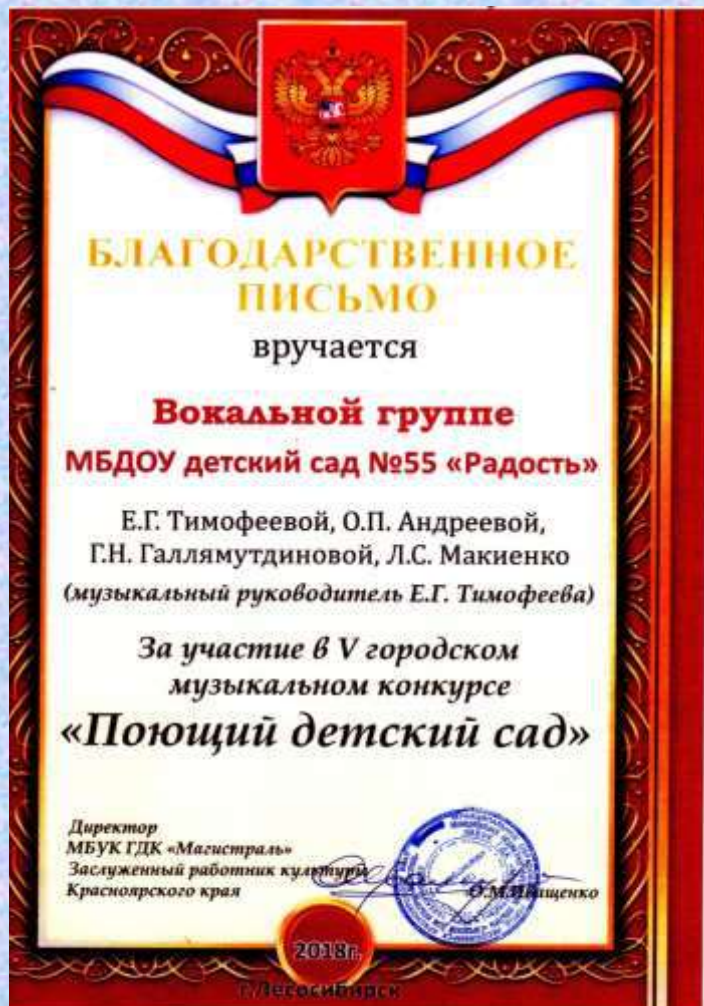 БЛАГОДАРСТВЕННОЕ
ПИСЬМО
вручается
Вокальной группе
МБДОУ детский сад №55 «Радость»
Е.Г. Тимофеевой, О.П. Андреевой,
Г.Н. Галлямутдиновой, Л.С. Макиенко
(музыкальный руководитель Е.Г. Тимофеева)
За участие в V городском
музыкальном конкурсе
«Поющий детский сад»
Директор
МБУК ГДК «Магистраль»
Заслуженный работник культуры
Красноярского края О.М.Иващенко
2018г.
г.Лесосибирск